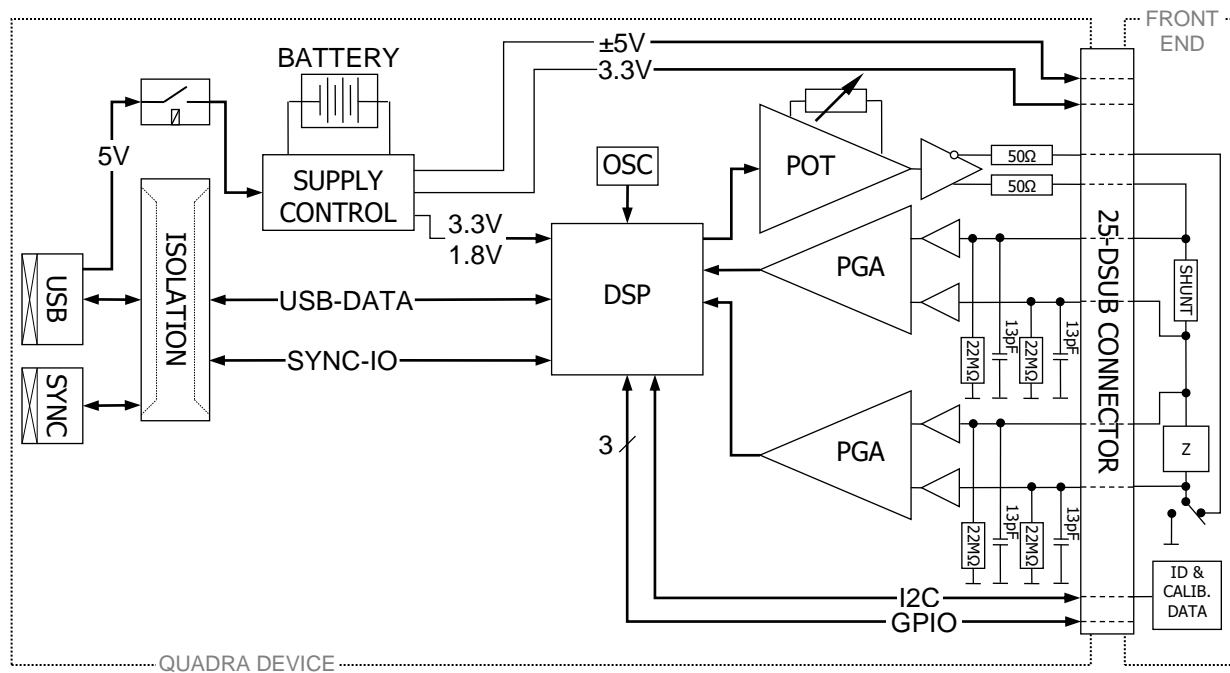 FRONT
END
±5V
3.3V
BATTERY
5V
SUPPLY
CONTROL
OSC
POT
50Ω
50Ω
3.3V
1.8V
ISOLATION
USB
SYNC
USB-DATA
SYNC-IO
DSP
PGA
22MΩ
13pF
22MΩ
13pF
25-DSUB CONNECTOR
SHUNT
3
PGA
22MΩ
13pF
22MΩ
13pF
Z
I2C
GPIO
ID &
CALIB.
DATA
QUADRA DEVICE